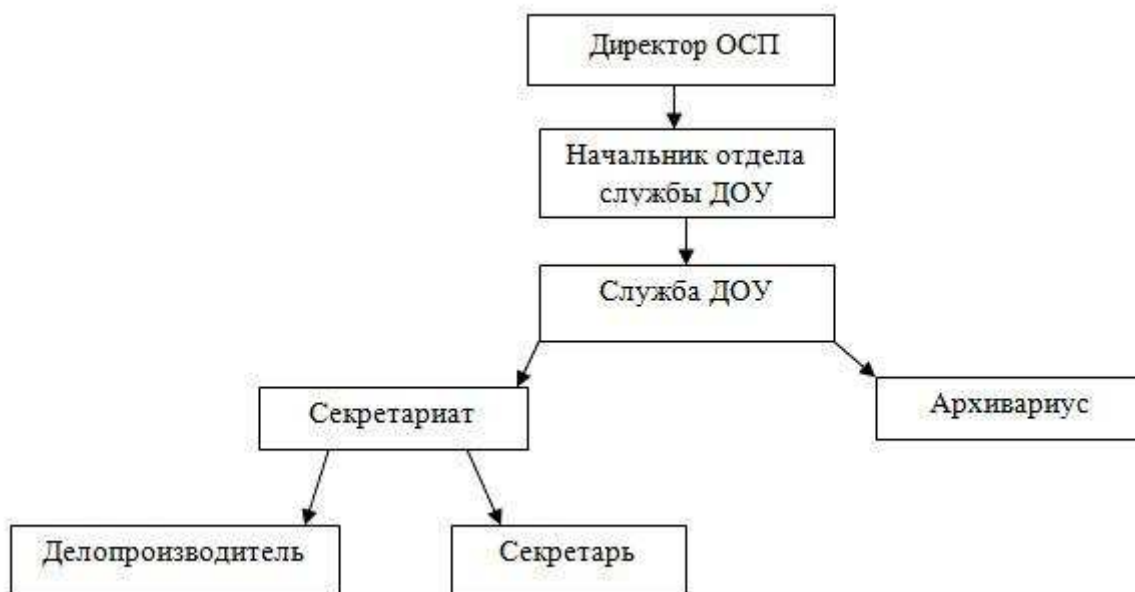 Директор ОСП
Начальник отдела
службы ДОУ
Служба ДОУ
Секретариат
Архивариус
Делопроизводитель
Секретарь